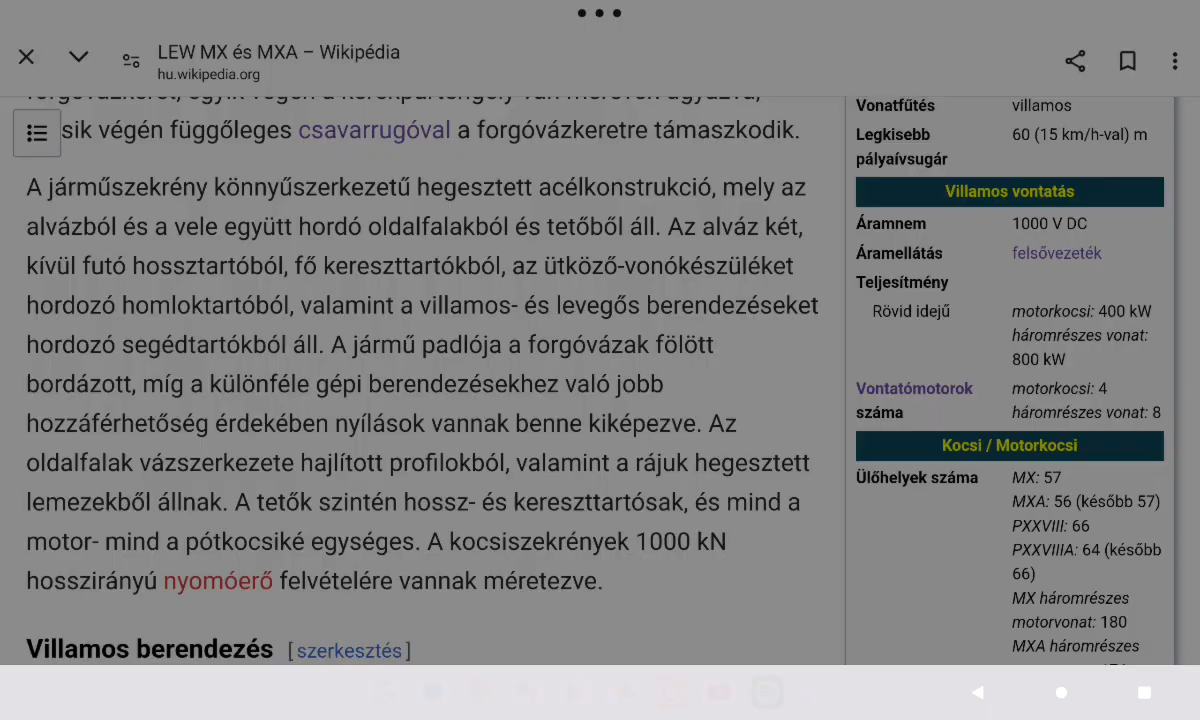 LEW MX és MXA – Wikipédia
hu.wikipedia.org
sik végén függőleges csavarrugóval a forgóvázkeretre támaszkodik.
A járműszekrény könnyűszerkezetű hegesztett acélkonstrukció, mely az
alvázból és a vele együtt hordó oldalfalakból és tetőből áll. Az alváz két,
kívül futó hossztartóból, fő kereszttartókból, az ütköző-vonókészüléket
hordozó homloktartóból, valamint a villamos- és levegős berendezéseket
hordozó segédtartókból áll. A jármű padlója a forgóvázak fölött
bordázott, míg a különféle gépi berendezésekhez való jobb
hozzáférhetőség érdekében nyílások vannak benne kiképezve. Az
oldalfalak vázszerkezete hajlított profilokból, valamint a rájuk hegesztett
lemezekből állnak. A tetők szintén hossz- és kereszttartósak, és mind a
motor- mind a pótkocsiké egységes. A kocsiszekrények 1000 kN
hosszirányú nyomóerő felvételére vannak méretezve.
Villamos berendezés [ szerkesztés ]
Vonatfűtés villamos
Legkisebb 60 (15 km/h-val) m
pályaívsugár
Villamos vontatás
Áramnem 1000 V DC
Áramellátás felsővezeték
Teljesítmény
Rövid idejű motorkocsi: 400 kW
háromrészes vonat:
800 kW
Vontatómotorok motorkocsi: 4
száma háromrészes vonat: 8
Kocsi / Motorkocsi
Ülőhelyek száma MX: 57
MXA: 56 (később 57)
PXXVIII: 66
PXXVIIIA: 64 (később
66)
MX háromrészes
motorvonat: 180
MXA háromrészes